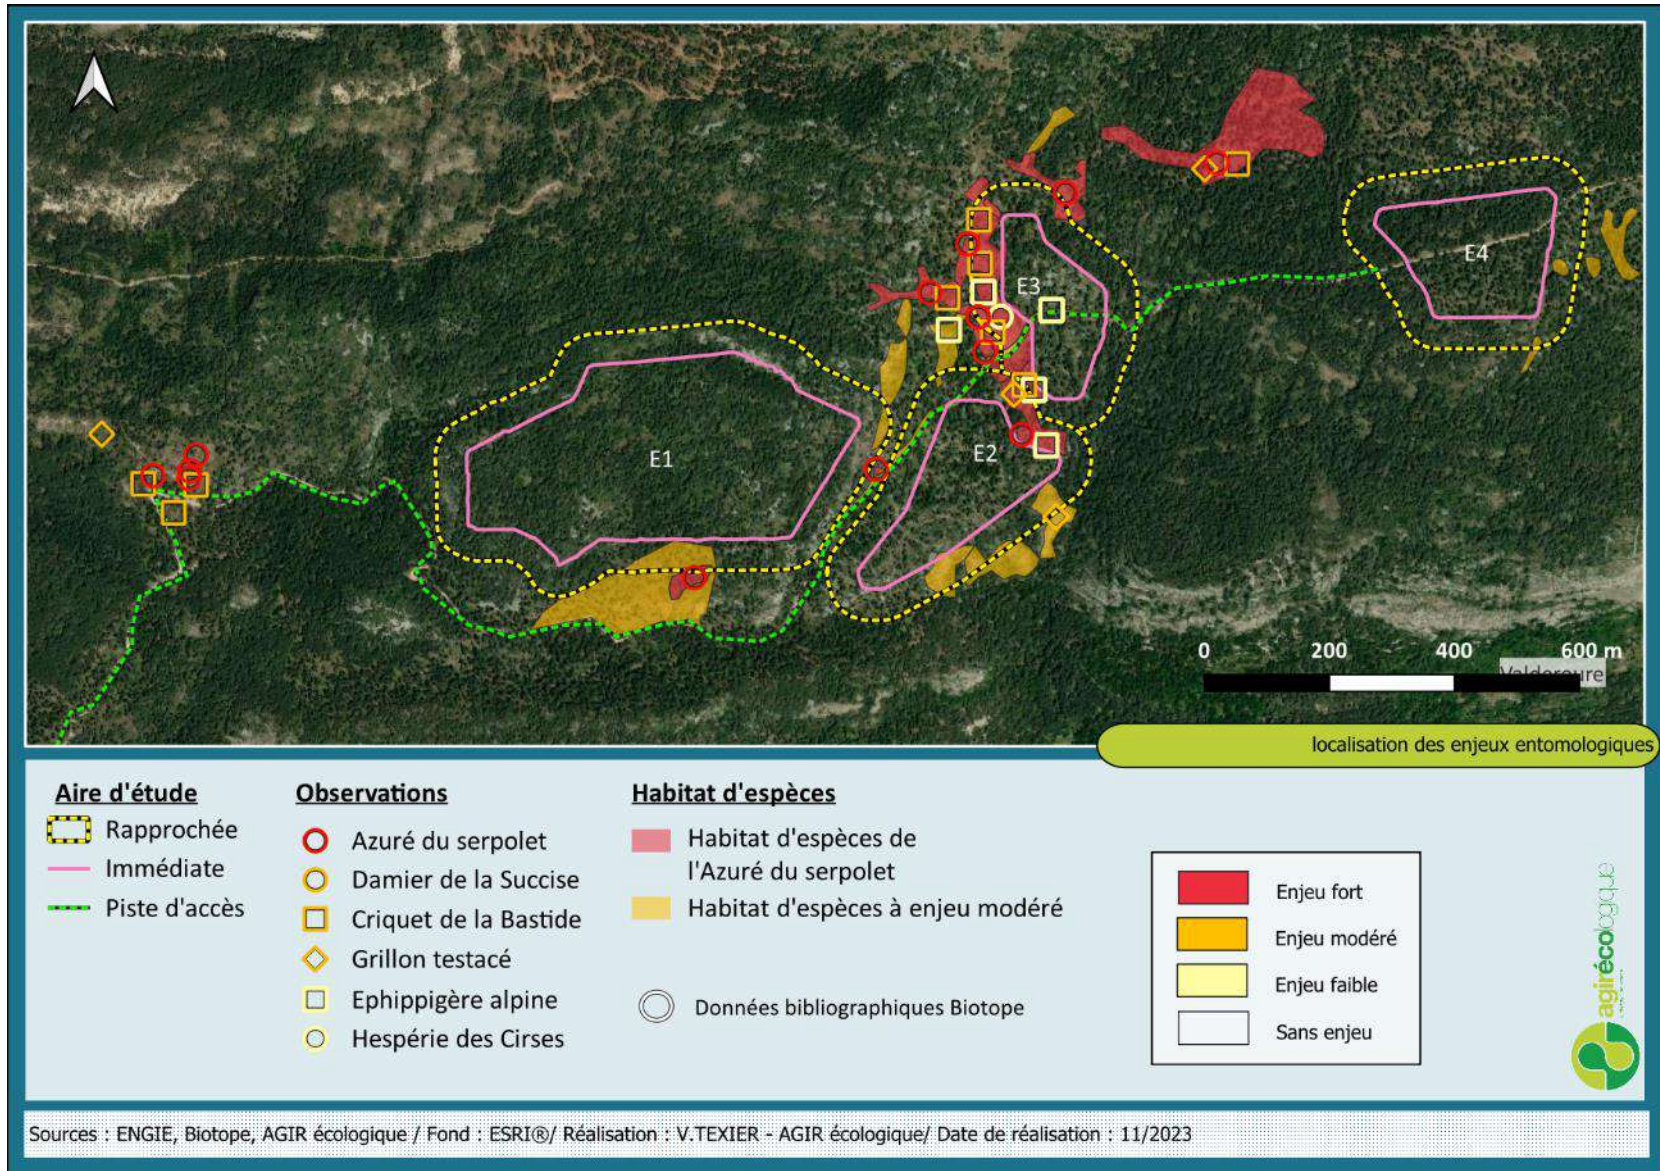 E3
E4
E1
E2
0 200 400 600 m
Valderoure
localisation des enjeux entomologiques
Aire d'étude
Rapprochée
Immédiate
Piste d'accès
Observations
Azuré du serpolet
Damier de la Succise
Criquet de la Bastide
Grillon testacé
Ephippigère alpine
Hespérie des Cirses
Habitat d'espèces
Habitat d'espèces de
l'Azuré du serpolet
Habitat d'espèces à enjeu modéré
Données bibliographiques Biotope
Enjeu fort
Enjeu modéré
Enjeu faible
Sans enjeu
agirécologique
Sources : ENGIE, Biotope, AGIR écologique / Fond : ESRI®/ Réalisation : V.TEXIER - AGIR écologique/ Date de réalisation : 11/2023